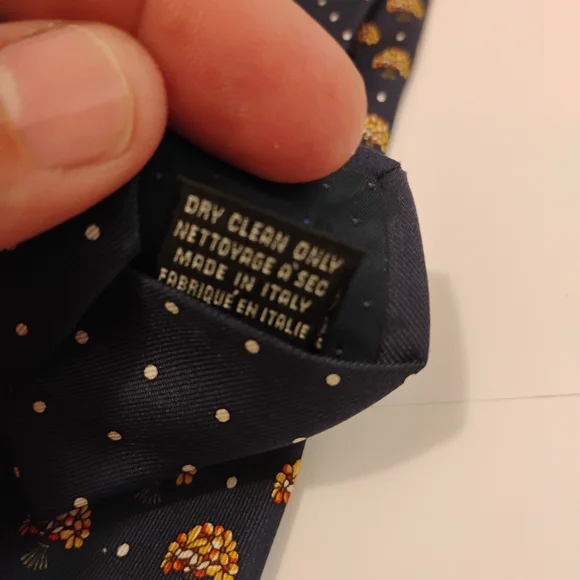 DRY CLEAN ONLY
NETTOYAGE A SEC
MADE IN ITALY
FABRIQUÉ EN ITALIE